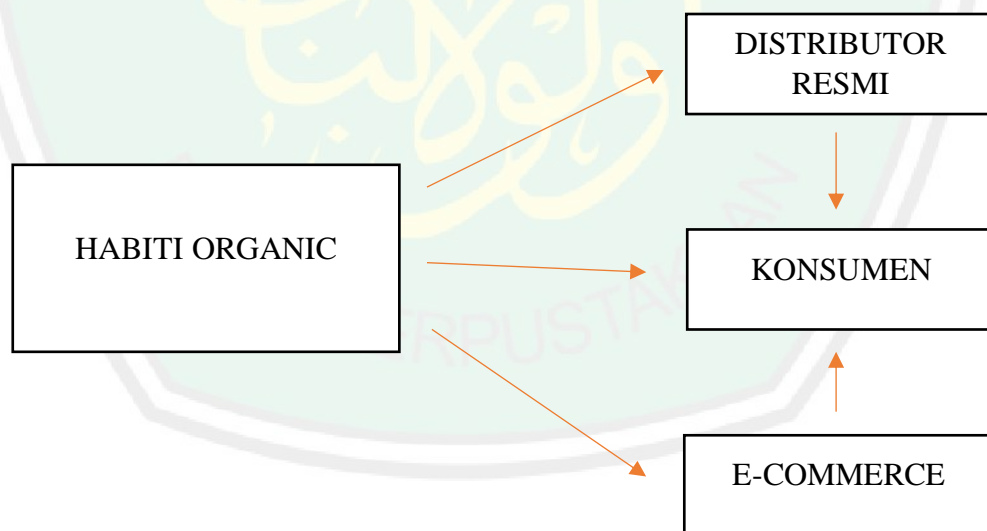 DISTRIBUTOR
RESMI
HABITI ORGANIC
KONSUMEN
E-COMMERCE